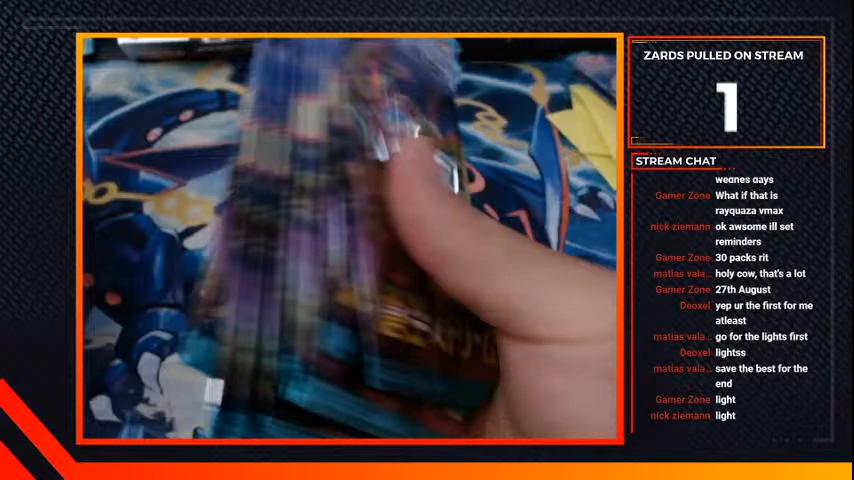 ZARDS PULLED ON STREAM
1
STREAM CHAT
weanes days
Gamer Zone What if that is
rayquaza vmax
nick ziemann ok awsome ill set
reminders
Gamer Zone 30 packs rit
matias vala... holy cow, that's a lot
Gamer Zone 27th August
Deoxel yep ur the first for me
atleast
matias vala... go for the lights first
Deoxel lightss
matias vala... save the best for the
end
Gamer Zone light
nick ziemann light